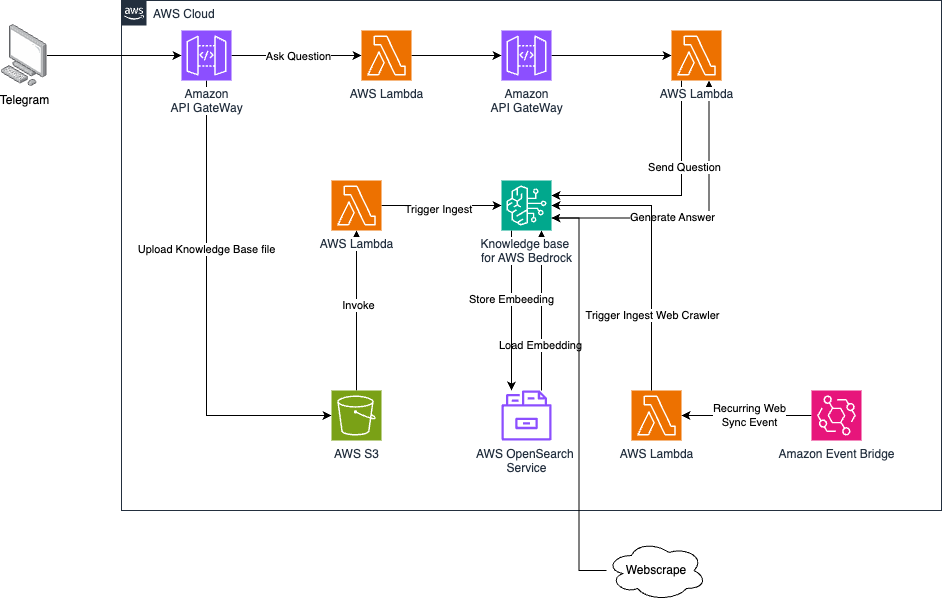 aws
AWS Cloud
Telegram
Amazon
API GateWay
Ask Question
AWS Lambda
Amazon
API GateWay
AWS Lambda
Send Question
Generate Answer
Upload Knowledge Base file
AWS Lambda
Trigger Ingest
Knowledge base
for AWS Bedrock
Invoke
Store Embeeding
Load Embedding
Trigger Ingest Web Crawler
AWS S3
AWS OpenSearch
Service
AWS Lambda
Recurring Web
Sync Event
Amazon Event Bridge
Webscrape